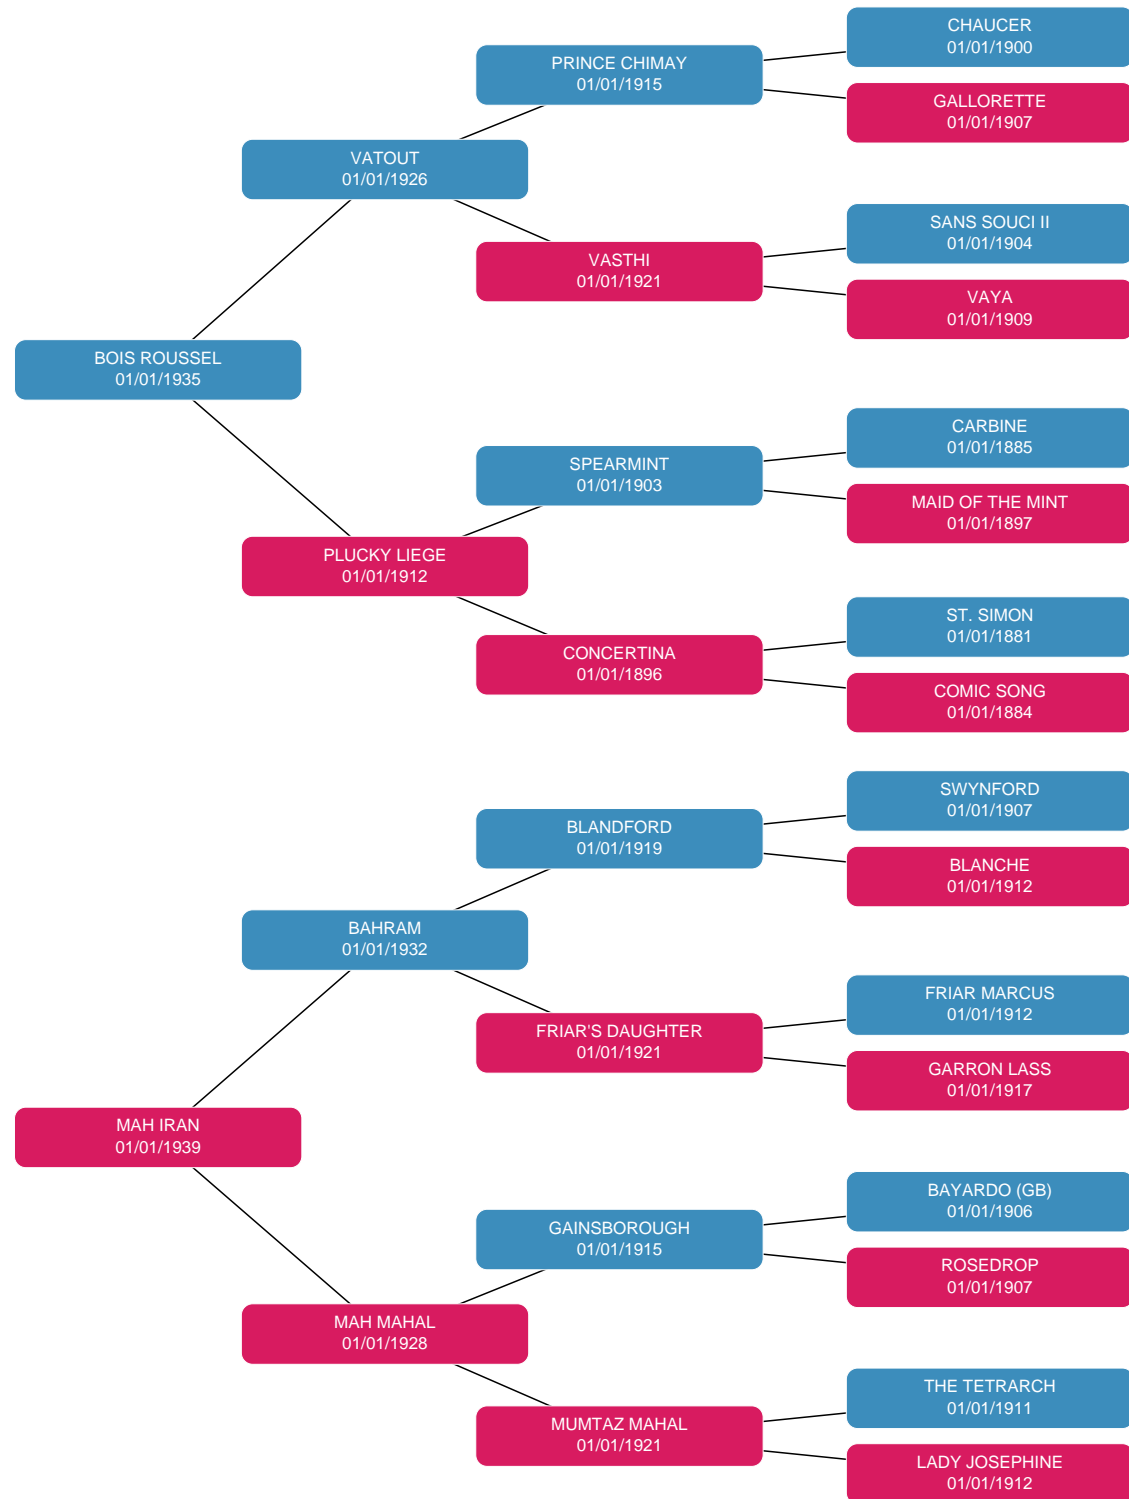 CHAUCER
01/01/1900
PRINCE CHIMAY
01/01/1915
GALLORETTE
01/01/1907
VATOUT
01/01/1926
SANS SOUCI II
01/01/1904
VASTHI
01/01/1921
VAYA
01/01/1909
BOIS ROUSSEL
01/01/1935
CARBINE
01/01/1885
SPEARMINT
01/01/1903
MAID OF THE MINT
01/01/1897
PLUCKY LIEGE
01/01/1912
ST. SIMON
01/01/1881
CONCERTINA
01/01/1896
COMIC SONG
01/01/1884
SWYNFORD
01/01/1907
BLANDFORD
01/01/1919
BLANCHE
01/01/1912
BAHRAM
01/01/1932
FRIAR MARCUS
01/01/1912
FRIAR'S DAUGHTER
01/01/1921
GARRON LASS
01/01/1917
MAH IRAN
01/01/1939
BAYARDO (GB)
01/01/1906
GAINSBOROUGH
01/01/1915
ROSEDROP
01/01/1907
MAH MAHAL
01/01/1928
THE TETRARCH
01/01/1911
MUMTAZ MAHAL
01/01/1921
LADY JOSEPHINE
01/01/1912